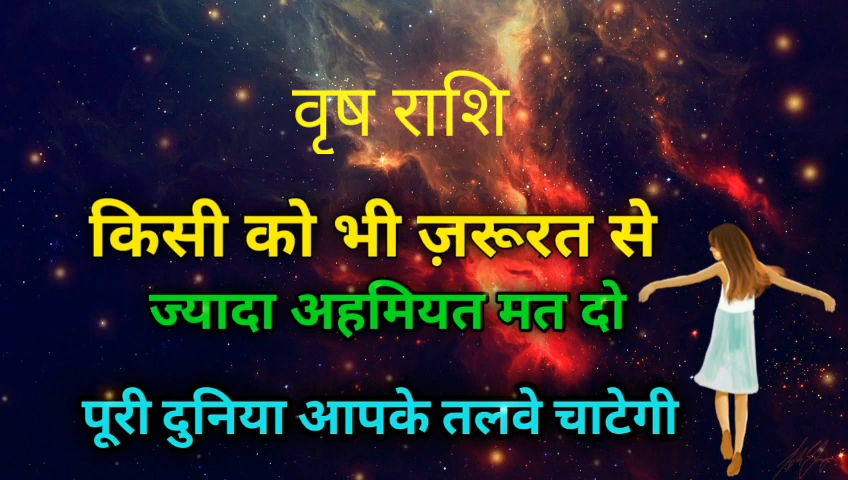 वृष राशि
किसी को भी ज़रूरत से
ज्यादा अहमियत मत दो
पूरी दुनिया आपके तलवे चाटेगी